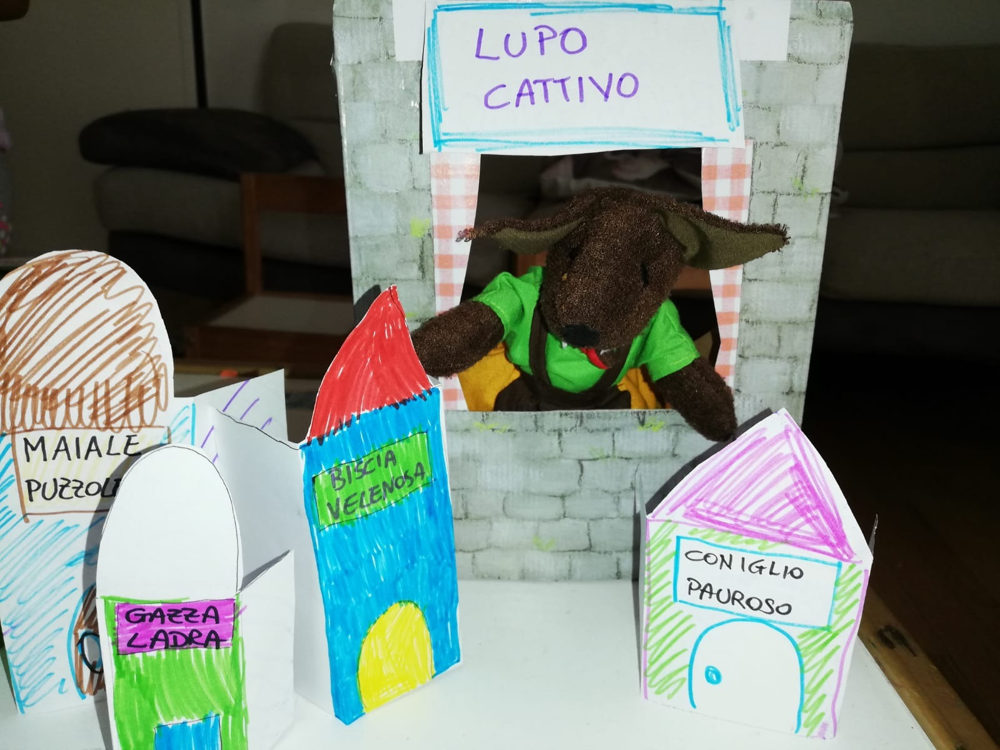 LUPO
CATTIVO
MAIALE
BISCIA
VELENOSA
CONIGLIO
PAUROSO
GAZZA
LADRA